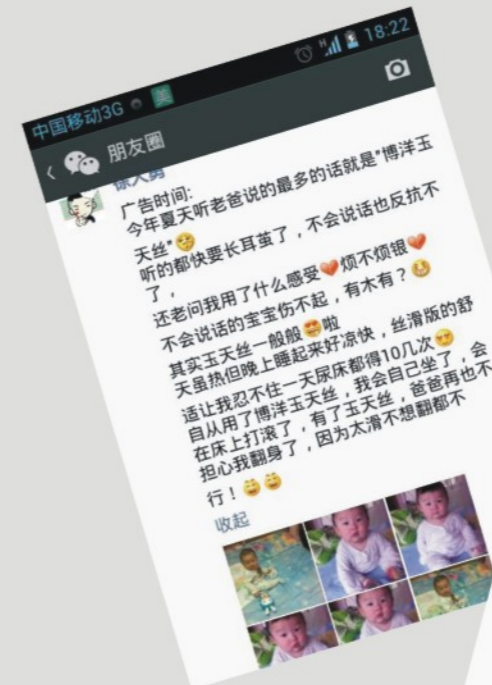 中国移动3G 美 H 18:22
朋友圈
徐大勇
广告时间:
今年夏天听老爸说的最多的话就是"博洋玉
天丝"
听的都快要长耳茧了，不会说话也反抗不
了，
还老问我用了什么感受 烦不烦银
不会说话的宝宝伤不起，有木有？
其实玉天丝一般般 啦
天虽热但晚上睡起来好凉快，丝滑版的舒
适让我忍不住一天尿床都得10几次
自从用了博洋玉天丝，我会自己坐了，会
在床上打滚了，有了玉天丝，爸爸再也不
担心我翻身了，因为太滑不想翻都不
行！
收起